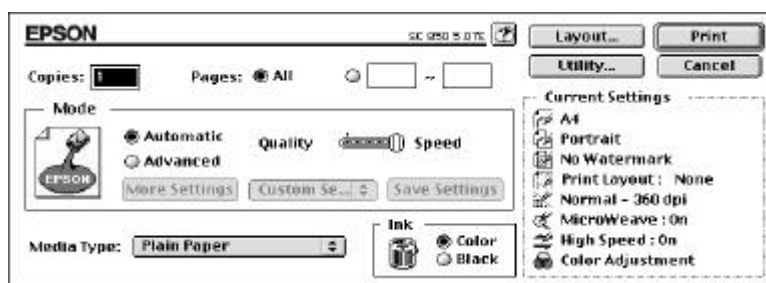 EPSON
SC 850 5.07E
Layout...
Print
Copies: 1
Pages:
All
~
Utility...
Cancel
Mode
Automatic
Advanced
Quality
Speed
EPSON
More Settings
Custom Se...
Save Settings
Media Type: Plain Paper
Ink
Color
Black
Current Settings
A4
Portrait
No Watermark
Print Layout : None
Normal - 360 dpi
MicroWeave : On
High Speed : On
Color Adjustment